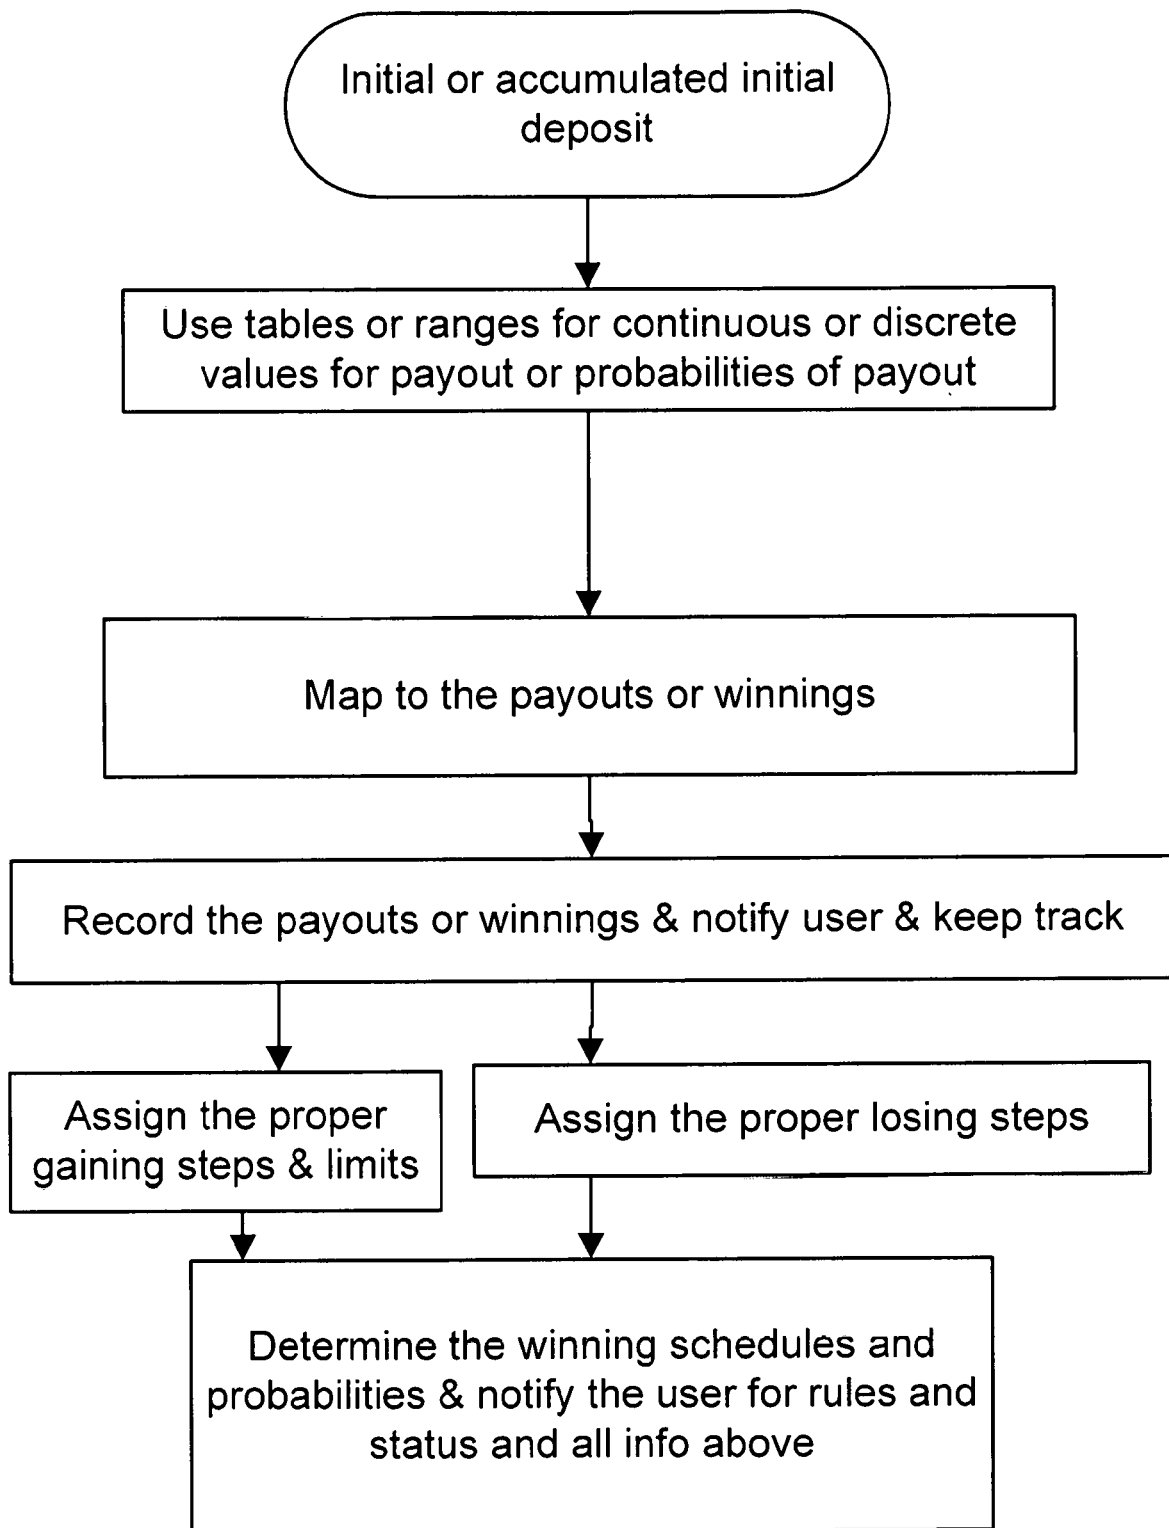 Initial or accumulated initial
deposit
Use tables or ranges for continuous or discrete
values for payout or probabilities of payout
Map to the payouts or winnings
Record the payouts or winnings & notify user & keep track
Assign the proper
gaining steps & limits
Assign the proper losing steps
Determine the winning schedules and
probabilities & notify the user for rules and
status and all info above